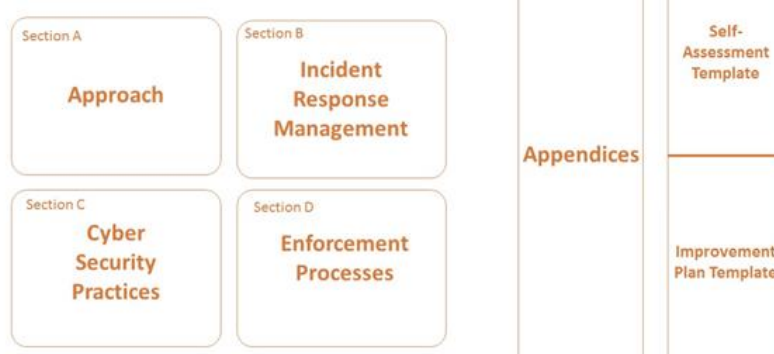 Section A
Approach
Section B
Incident
Response
Management
Section C
Cyber
Security
Practices
Section D
Enforcement
Processes
Appendices
Self-
Assessment
Template
Improvement
Plan Template